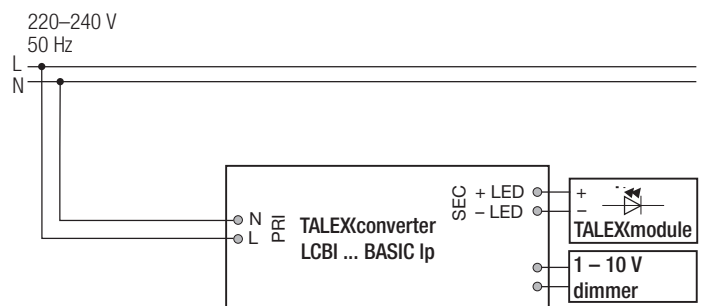 220–240 V
50 Hz
L
N
N
L
PRI
TALEXconverter
LCBI ... BASIC lp
SEC
+ LED
– LED
+
–
TALEXmodule
1 – 10 V
dimmer